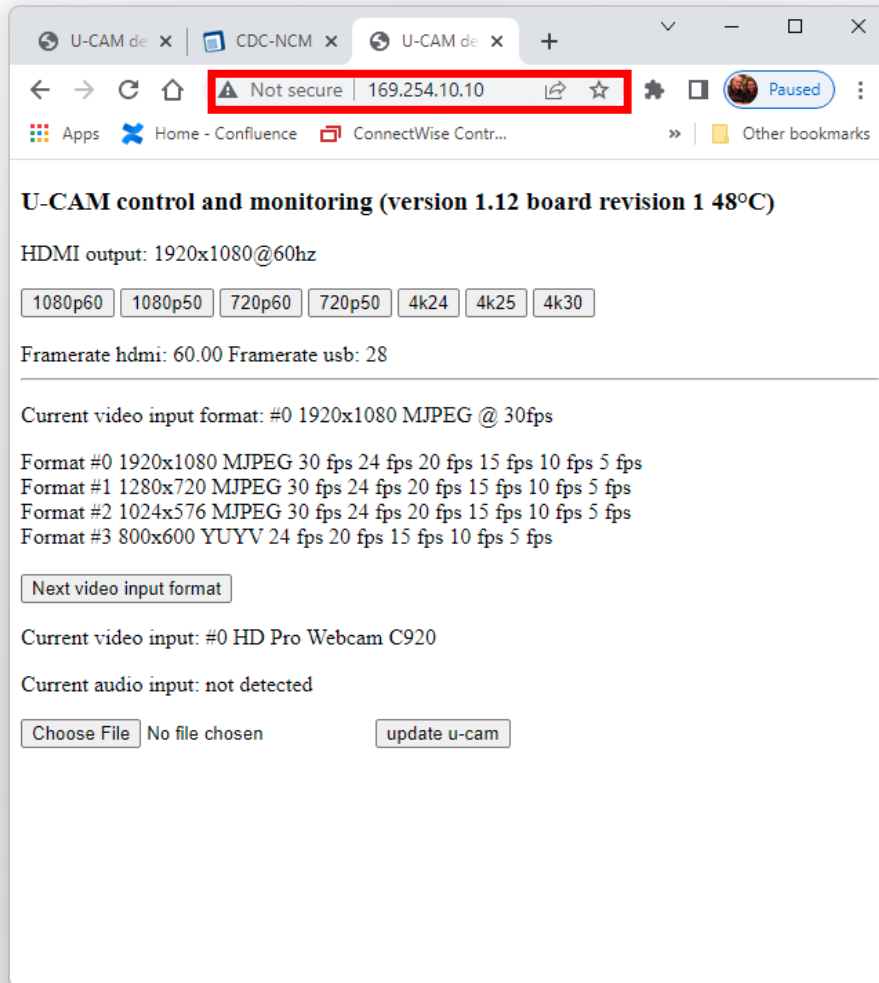 U-CAM de
CDC-NCM
U-CAM de
Not secure 169.254.10.10
Paused
Apps Home - Confluence ConnectWise Contr... » Other bookmarks
U-CAM control and monitoring (version 1.12 board revision 1 48°C)
HDMI output: 1920x1080@60hz
1080p60 1080p50 720p60 720p50 4k24 4k25 4k30
Framerate hdmi: 60.00 Framerate usb: 28
Current video input format: #0 1920x1080 MJPEG @ 30fps
Format #0 1920x1080 MJPEG 30 fps 24 fps 20 fps 15 fps 10 fps 5 fps
Format #1 1280x720 MJPEG 30 fps 24 fps 20 fps 15 fps 10 fps 5 fps
Format #2 1024x576 MJPEG 30 fps 24 fps 20 fps 15 fps 10 fps 5 fps
Format #3 800x600 YUYV 24 fps 20 fps 15 fps 10 fps 5 fps
Next video input format
Current video input: #0 HD Pro Webcam C920
Current audio input: not detected
Choose File No file chosen update u-cam